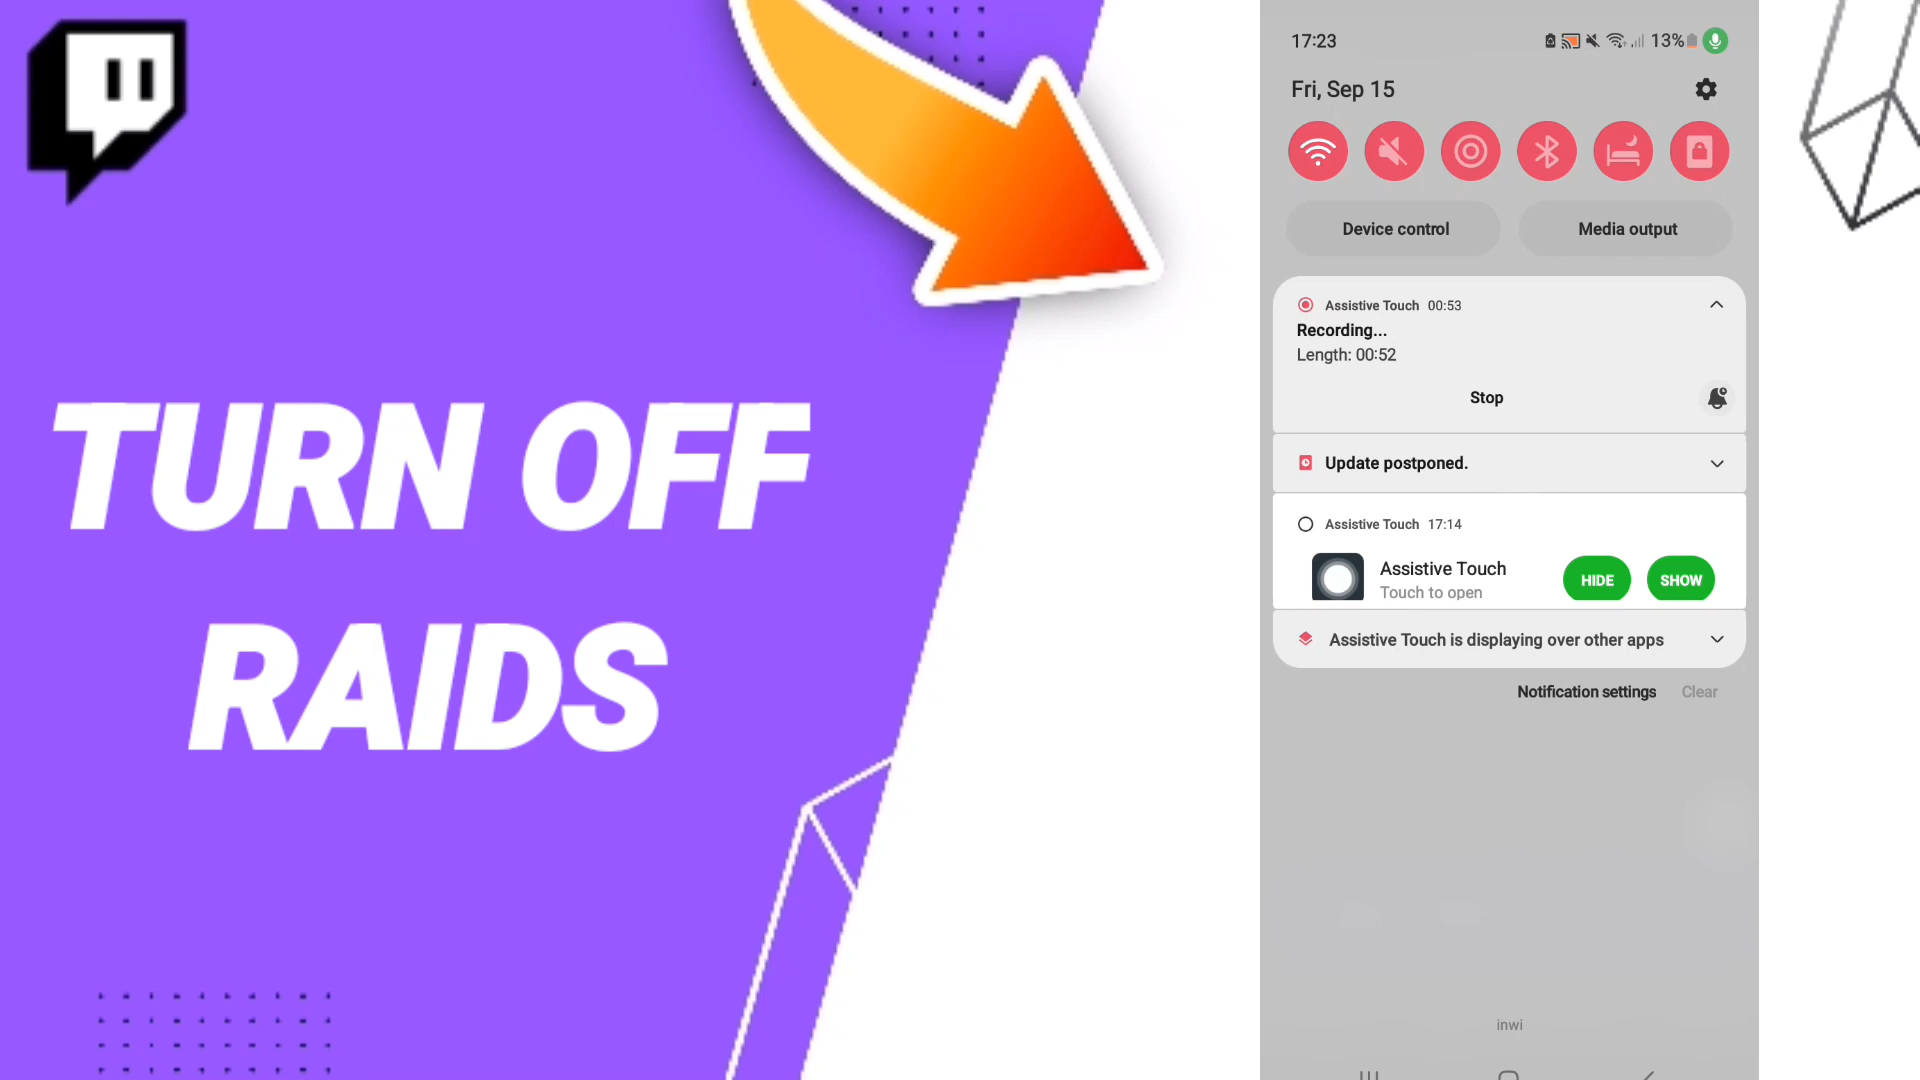 TURN OFF
RAIDS
17:23
13%
Fri, Sep 15
Device control
Media output
Assistive Touch 00:53
Recording...
Length: 00:52
Stop
Update postponed.
Assistive Touch 17:14
Assistive Touch
Touch to open
HIDE
SHOW
Assistive Touch is displaying over other apps
Notification settings
Clear
inwi